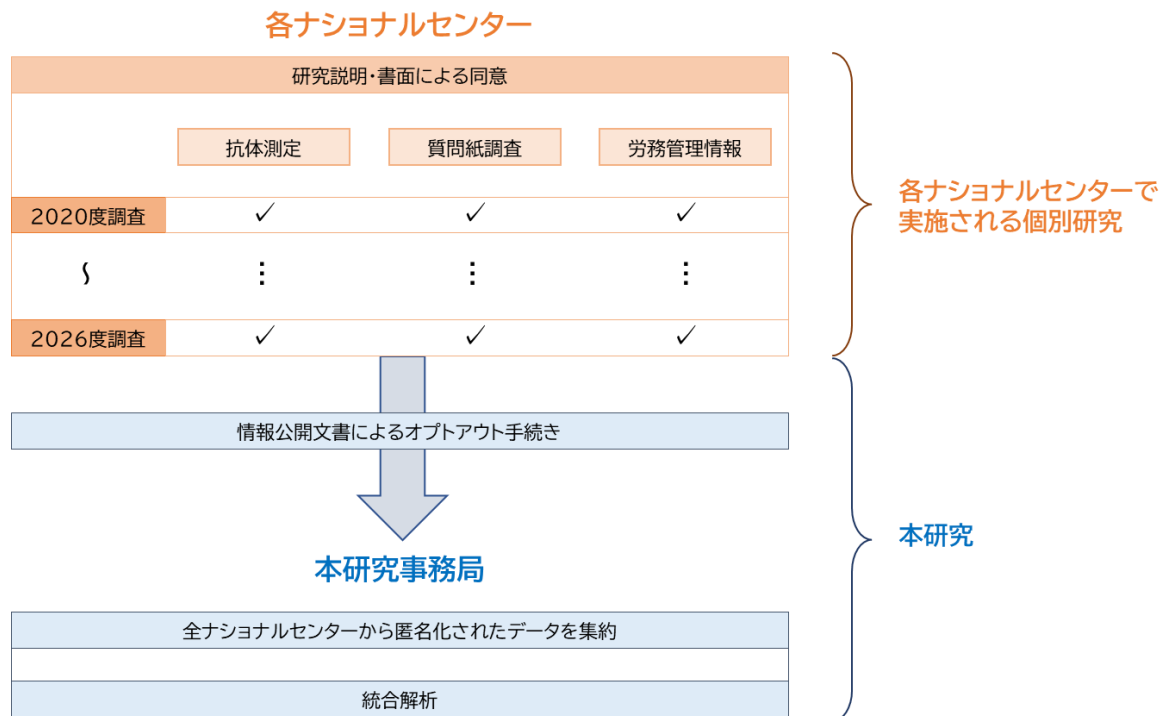 各ナショナルセンター
研究説明・書面による同意
抗体測定 質問紙調査 労務管理情報
2020度調査 ✓ ✓ ✓
〜 ⋮ ⋮ ⋮
2026度調査 ✓ ✓ ✓
各ナショナルセンターで
実施される個別研究
情報公開文書によるオプトアウト手続き
本研究
本研究事務局
全ナショナルセンターから匿名化されたデータを集約
統合解析